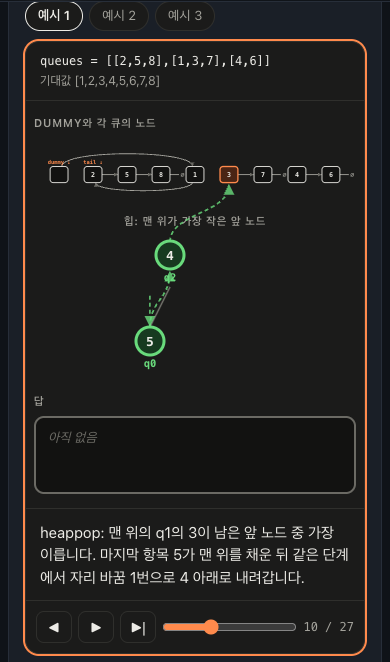 예시 1 예시 2 예시 3
queues = [[2,5,8],[1,3,7],[4,6]]
기대값 [1,2,3,4,5,6,7,8]
DUMMY와 각 큐의 노드
dummy ↓ tail ↓
2 5 8 ∅ 1 3 7 ∅ 4 6 ∅
힙: 맨 위가 가장 작은 앞 노드
4
q2
5
q0
답
아직 없음
heappop: 맨 위의 q1의 3이 남은 앞 노드 중 가장
이릅니다. 마지막 항목 5가 맨 위를 채운 뒤 같은 단계
에서 자리 바꿈 1번으로 4 아래로 내려갑니다.
10 / 27